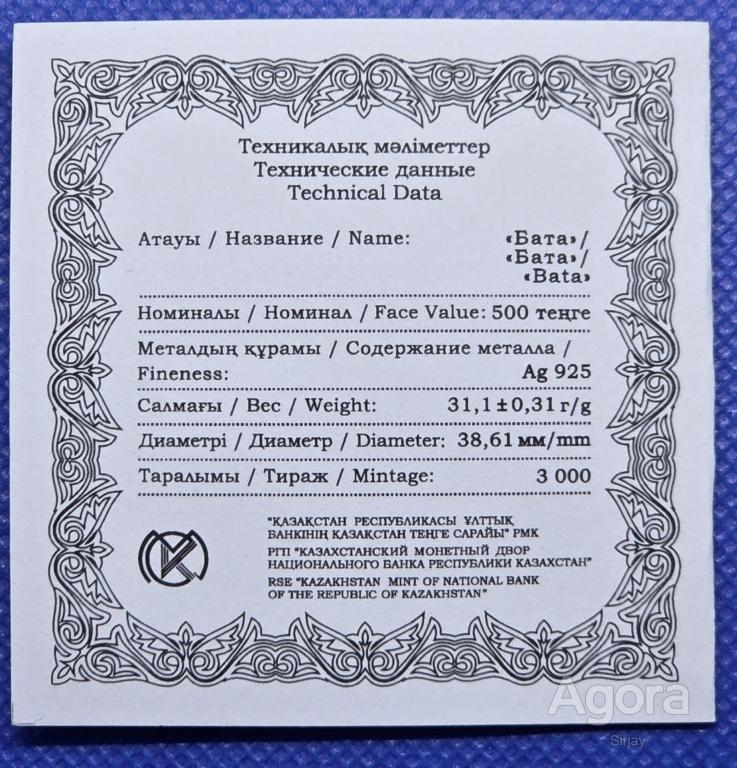 Техникалық мәліметтер
Технические данные
Technical Data
Атауы / Название / Name: «Бата»/
«Бата»/
«Bata»
Номиналы / Номинал / Face Value: 500 теңге
Металдың құрамы / Содержание металла /
Fineness: Ag 925
Салмағы / Вес / Weight: 31,1±0,31 г/g
Диаметрі / Диаметр / Diameter: 38,61 мм/mm
Таралымы / Тираж / Mintage: 3 000
"ҚАЗАҚСТАН РЕСПУБЛИКАСЫ ҰЛТТЫҚ
БАНКІНІҢ ҚАЗАҚСТАН ТЕҢГЕ САРАЙЫ" РМК
РГП "КАЗАХСТАНСКИЙ МОНЕТНЫЙ ДВОР
НАЦИОНАЛЬНОГО БАНКА РЕСПУБЛИКИ КАЗАХСТАН"
RSE "KAZAKHSTAN MINT OF NATIONAL BANK
OF THE REPUBLIC OF KAZAKHSTAN"
Agora
Sirjay